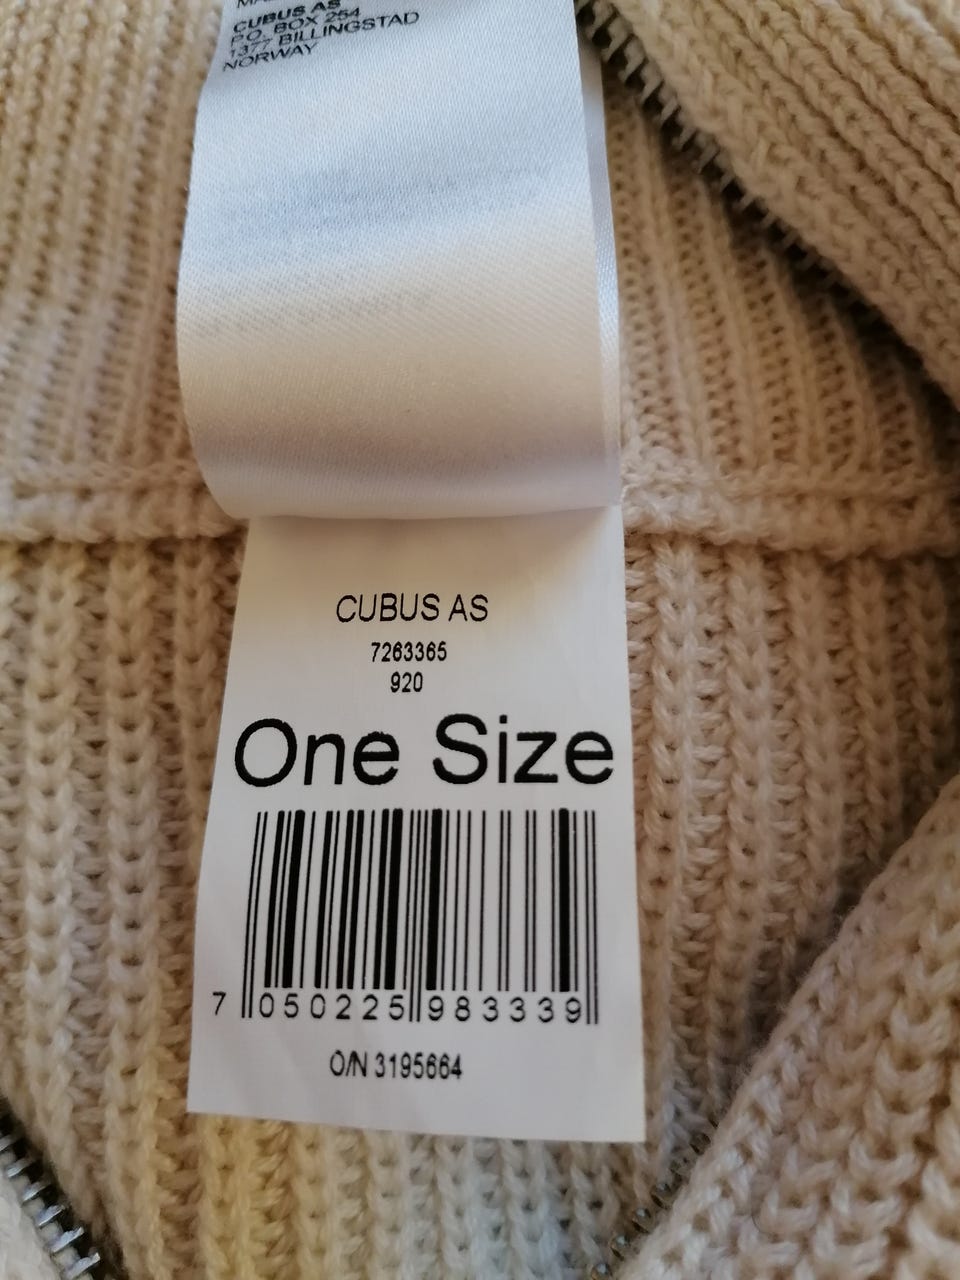 CUBUS AS
P.O. BOX 254
1377 BILLINGSTAD
NORWAY
CUBUS AS
7263365
920
One Size
7 050225 983339
O/N 3195664